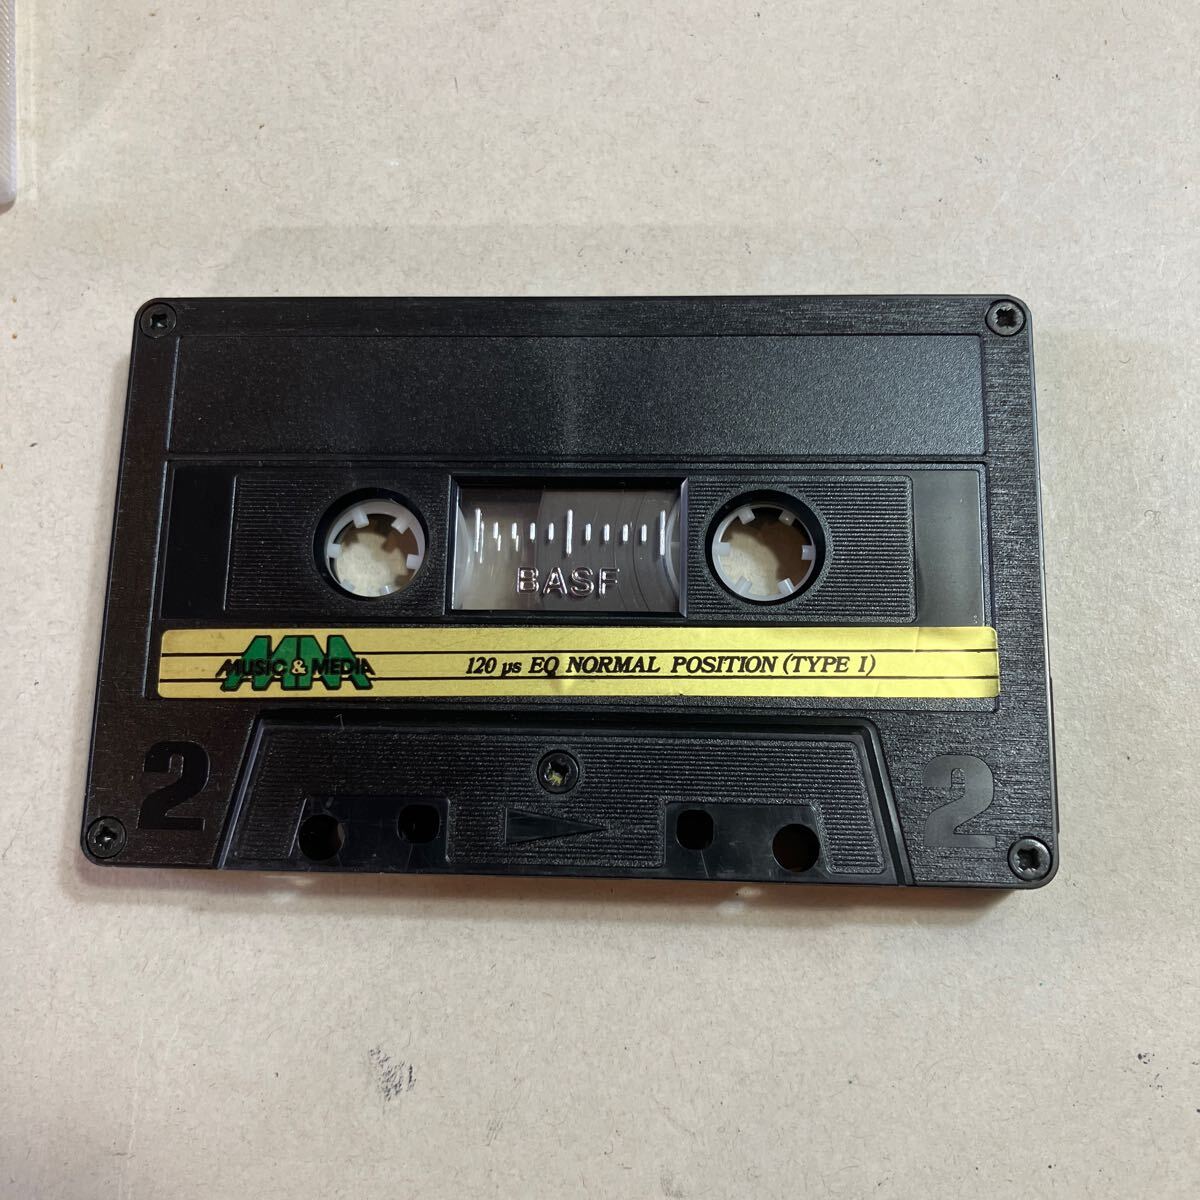 BASF
MUSIC & MEDIA
120 µs EQ NORMAL POSITION (TYPE I)
2 2